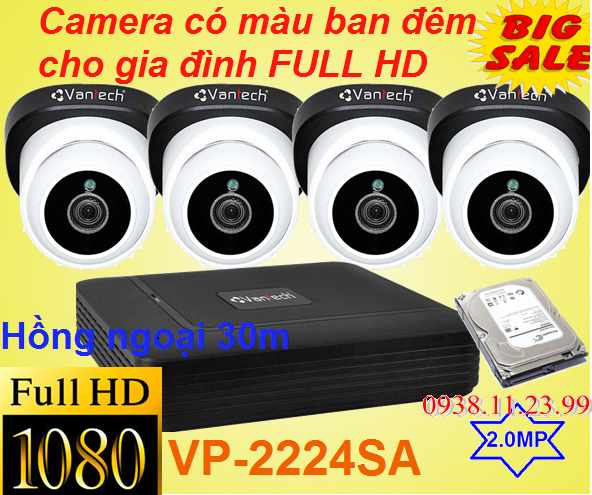 Camera có màu ban đêm
cho gia đình FULL HD
BIG
SALE
Vantech
Vantech
Vantech
Vantech
Vantech
Hồng ngoại 30m
Full HD
1080
0938.11.23.99
2.0MP
VP-2224SA